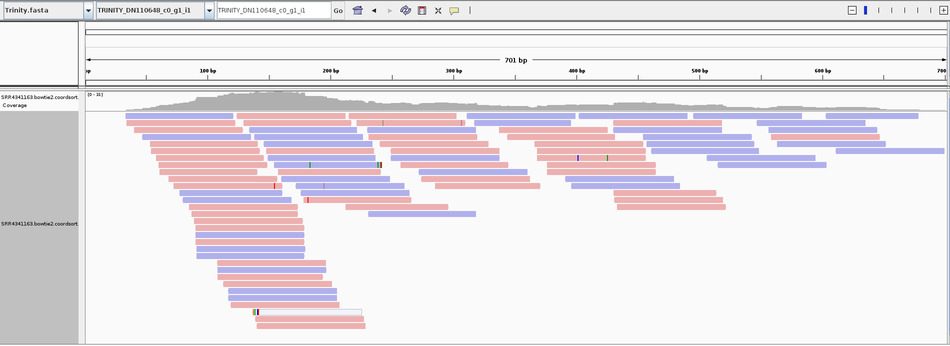 Trinity.fasta TRINITY_DN110648_c0_g1_i1 TRINITY_DN110648_c0_g1_i1 Go
701 bp
bp 100 bp 200 bp 300 bp 400 bp 500 bp 600 bp 700
SRR4341163.bowtie2.coordsort. [0 - 31]
Coverage
SRR4341163.bowtie2.coordsort.